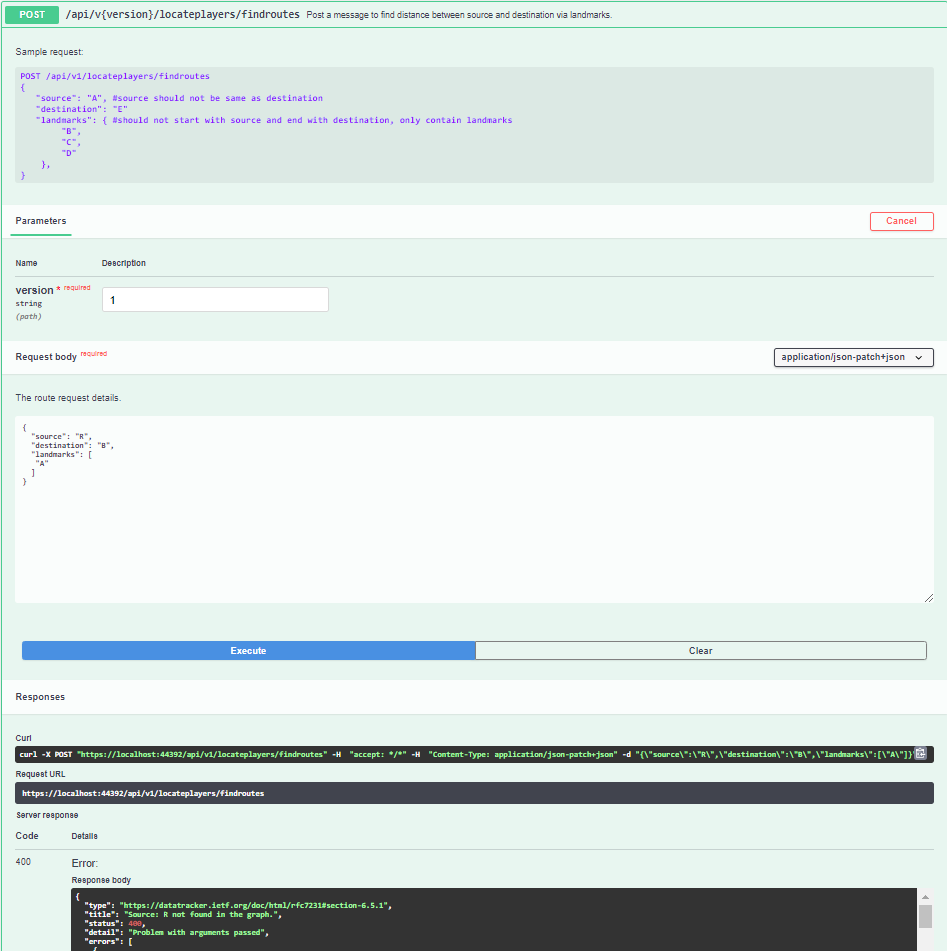 POST /api/v{version}/locateplayers/findroutes Post a message to find distance between source and destination via landmarks.
Sample request:
POST /api/v1/locateplayers/findroutes
{
"source": "A", #source should not be same as destination
"destination": "E"
"landmarks": { #should not start with source and end with destination, only contain landmarks
"B",
"C",
"D"
},
}
Parameters
Cancel
Name Description
version * required
string
(path)
1
Request body required
application/json-patch+json
The route request details.
{
"source": "R",
"destination": "B",
"landmarks": [
"A"
]
}
Execute Clear
Responses
Curl
curl -X POST "https://localhost:44392/api/v1/locateplayers/findroutes" -H "accept: */*" -H "Content-Type: application/json-patch+json" -d "{\"source\":\"R\",\"destination\":\"B\",\"landmarks\":[\"A\"]}
Request URL
https://localhost:44392/api/v1/locateplayers/findroutes
Server response
Code Details
400 Error:
Response body
{
"type": "https://datatracker.ietf.org/doc/html/rfc7231#section-6.5.1",
"title": "Source: R not found in the graph.",
"status": 400,
"detail": "Problem with arguments passed",
"errors": [
{